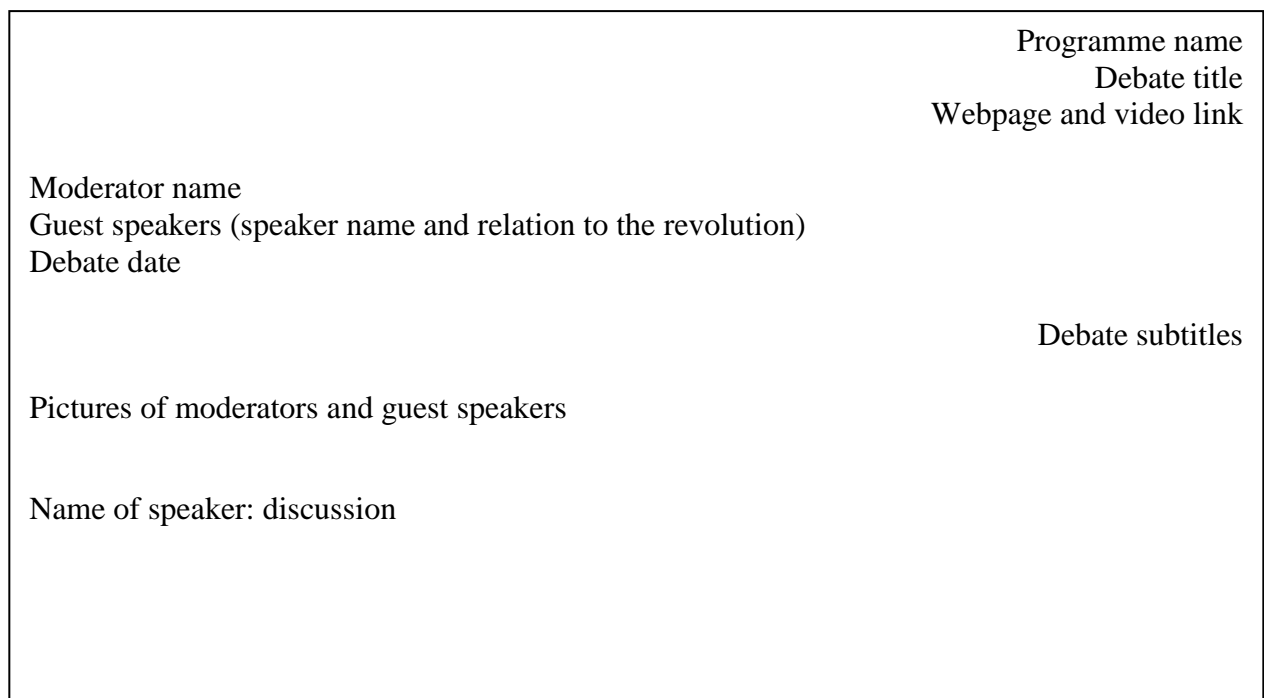 Programme name
Debate title
Webpage and video link
Moderator name
Guest speakers (speaker name and relation to the revolution)
Debate date
Debate subtitles
Pictures of moderators and guest speakers
Name of speaker: discussion